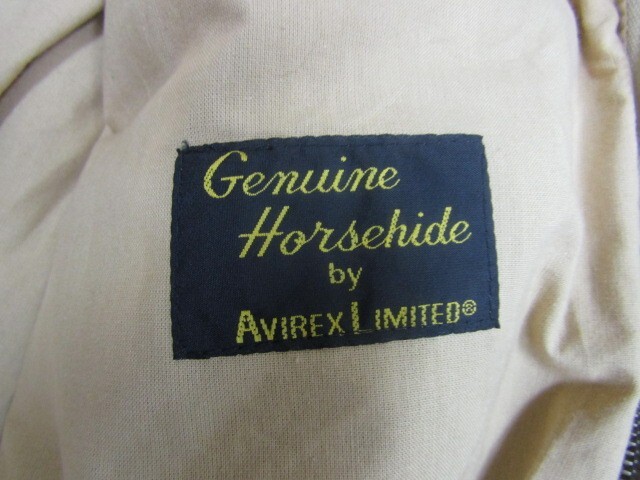 Genuine
Horsehide
by
AVIREX LIMITED®